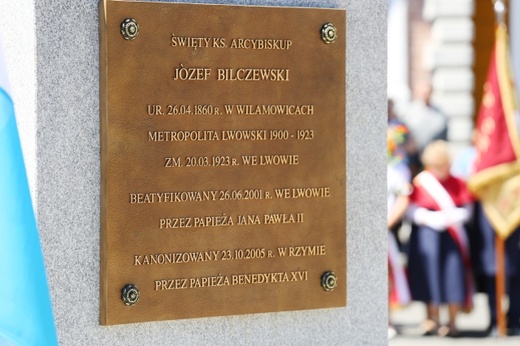 ŚWIĘTY KS. ARCYBISKUP
JÓZEF BILCZEWSKI
UR. 26.04.1860 R. W WILAMOWICACH
METROPOLITA LWOWSKI 1900 - 1923
ZM. 20.03.1923 R. WE LWOWIE
BEATYFIKOWANY 26.06.2001 R. WE LWOWIE
PRZEZ PAPIEŻA JANA PAWŁA II
KANONIZOWANY 23.10.2005 R. W RZYMIE
PRZEZ PAPIEŻA BENEDYKTA XVI